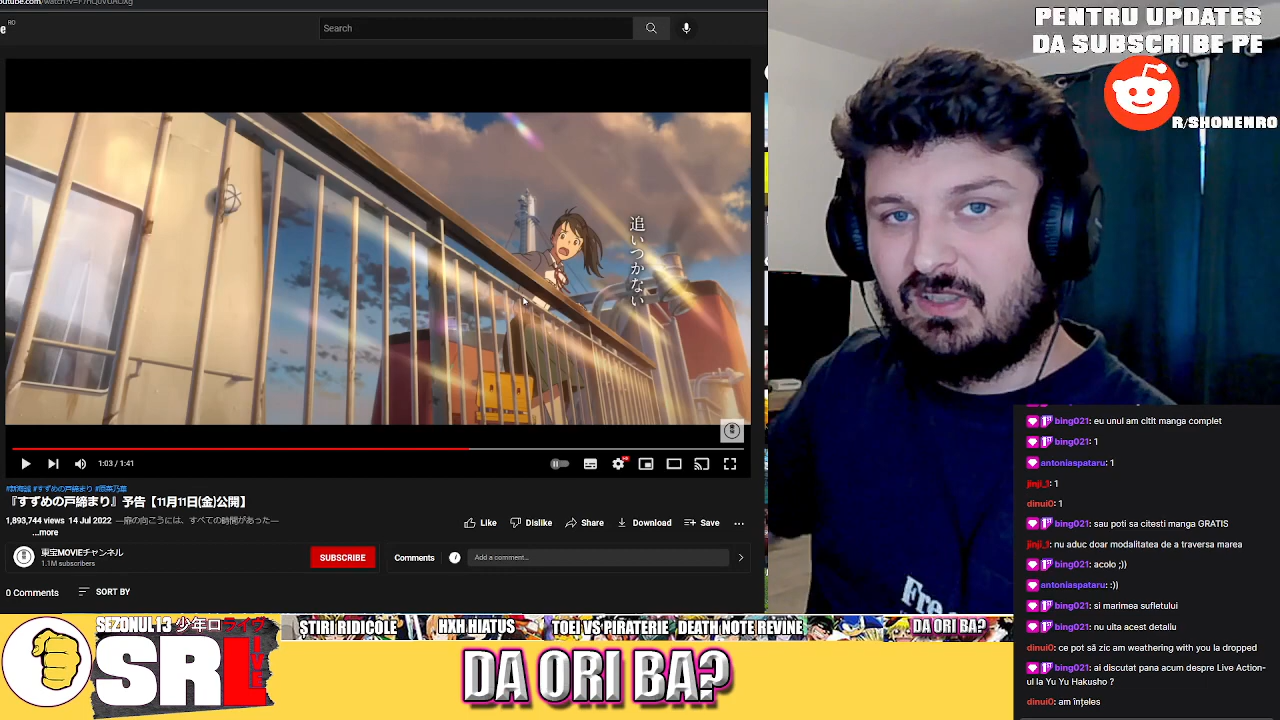 outube.com/watch?v=F7nQ0VUAOXg
e RO
Search
追いつかない
1:03 / 1:41
#新海誠 #すずめの戸締まり #原菜乃華
『すずめの戸締まり』予告【11月11日(金)公開】
1,893,744 views 14 Jul 2022 ―扉の向こうには、すべての時間があった―
...more
Like
Dislike
Share
Download
Save
東宝MOVIEチャンネル
1.1M subscribers
SUBSCRIBE
Comments
Add a comment...
0 Comments
SORT BY
PENTRU UPDATES
DA SUBSCRIBE PE
R/SHONENRO
Fre
bing021: eu unul am citit manga complet
bing021: 1
antoniaspataru: 1
jinji_1: 1
dinui0: 1
bing021: sau poti sa citesti manga GRATIS
jinji_1: nu aduc doar modalitatea de a traversa marea
bing021: acolo ;))
antoniaspataru: :))
bing021: si marimea sufletului
bing021: nu uita acest detaliu
dinui0: ce pot să zic am weathering with you la dropped
bing021: ai discutat pana acum despre Live Action-
ul la Yu Yu Hakusho ?
dinui0: am înțeles
SEZONUL 13 少年ロライヴ
SRL
LIVE
ȘTIRI RIDICOLE
HXH HIATUS
TOEI VS PIRATERIE
DEATH NOTE REVINE
DA ORI BA?
DA ORI BA?